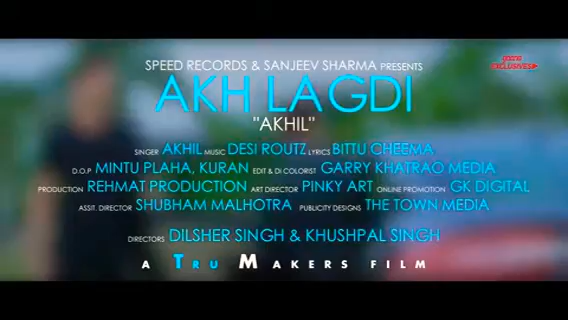 SPEED RECORDS & SANJEEV SHARMA PRESENTS
gaana
EXCLUSIVES
AKH LAGDI
"AKHIL"
SINGER AKHIL MUSIC DESI ROUTZ LYRICS BITTU CHEEMA
D.O.P MINTU PLAHA, KURAN EDIT & DI COLORIST GARRY KHATRAO MEDIA
PRODUCTION REHMAT PRODUCTION ART DIRECTOR PINKY ART ONLINE PROMOTION GK DIGITAL
ASSIT. DIRECTOR SHUBHAM MALHOTRA PUBLICITY DESIGNS THE TOWN MEDIA
DIRECTORS DILSHER SINGH & KHUSHPAL SINGH
A TRU MAKERS FILM